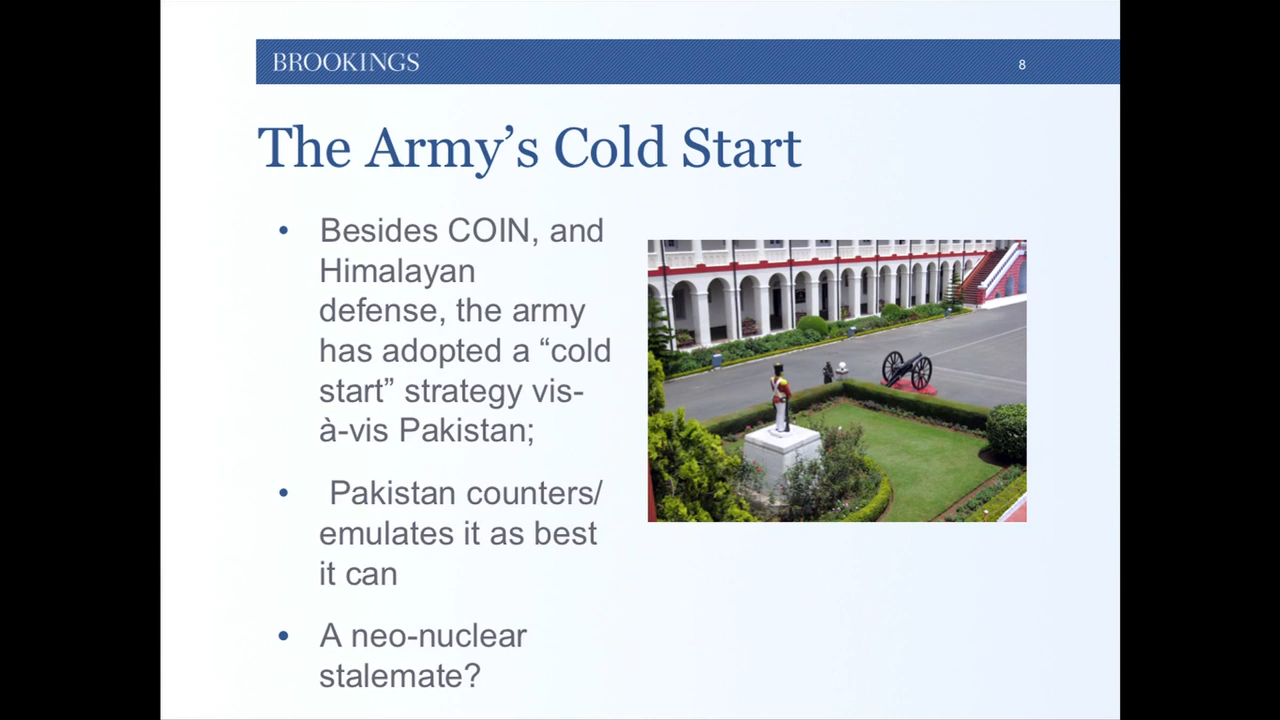 BROOKINGS
8
The Army’s Cold Start
• Besides COIN, and
Himalayan
defense, the army
has adopted a “cold
start” strategy vis-
à-vis Pakistan;
• Pakistan counters/
emulates it as best
it can
• A neo-nuclear
stalemate?